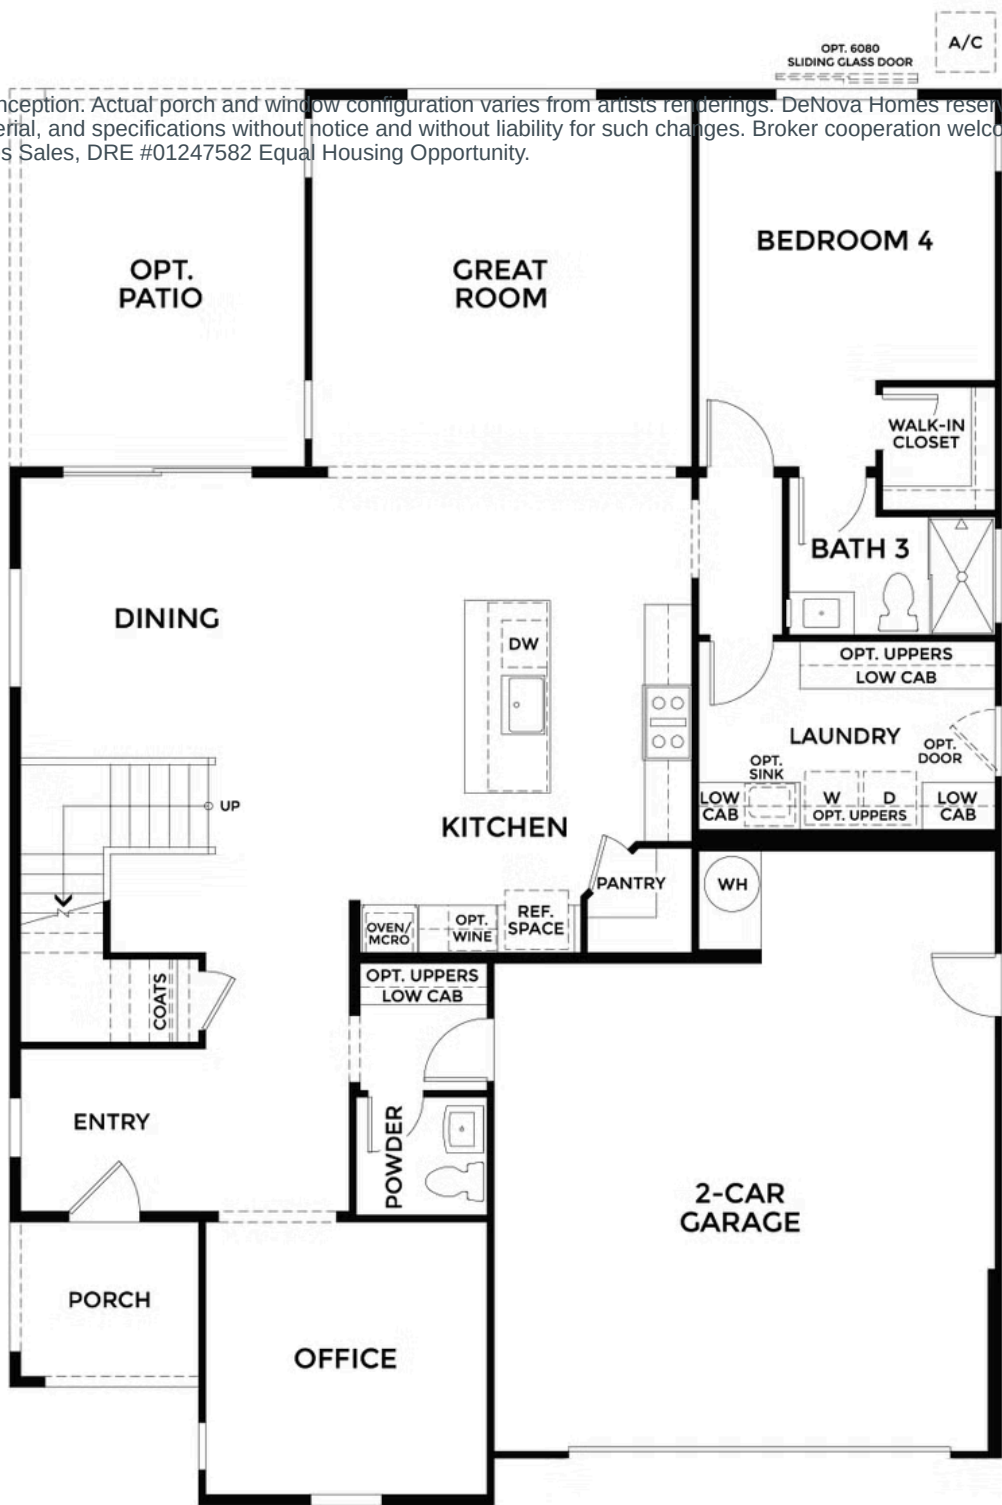 A/C
OPT. 6080
SLIDING GLASS DOOR
nception. Actual porch and window configuration varies from artists renderings. DeNova Homes
erial, and specifications without notice and without liability for such changes. Broker cooperation
s Sales, DRE #01247582 Equal Housing Opportunity.
BEDROOM 4
OPT.
PATIO
GREAT
ROOM
WALK-IN
CLOSET
BATH 3
DINING
DW
OPT. UPPERS
LOW CAB
LAUNDRY
OPT.
DOOR
OPT.
SINK
UP
LOW
CAB
W
D
OPT. UPPERS
LOW
CAB
KITCHEN
PANTRY
WH
OVEN/
MCRO
OPT.
WINE
REF.
SPACE
OPT. UPPERS
LOW CAB
COATS
ENTRY
POWDER
2-CAR
GARAGE
PORCH
OFFICE